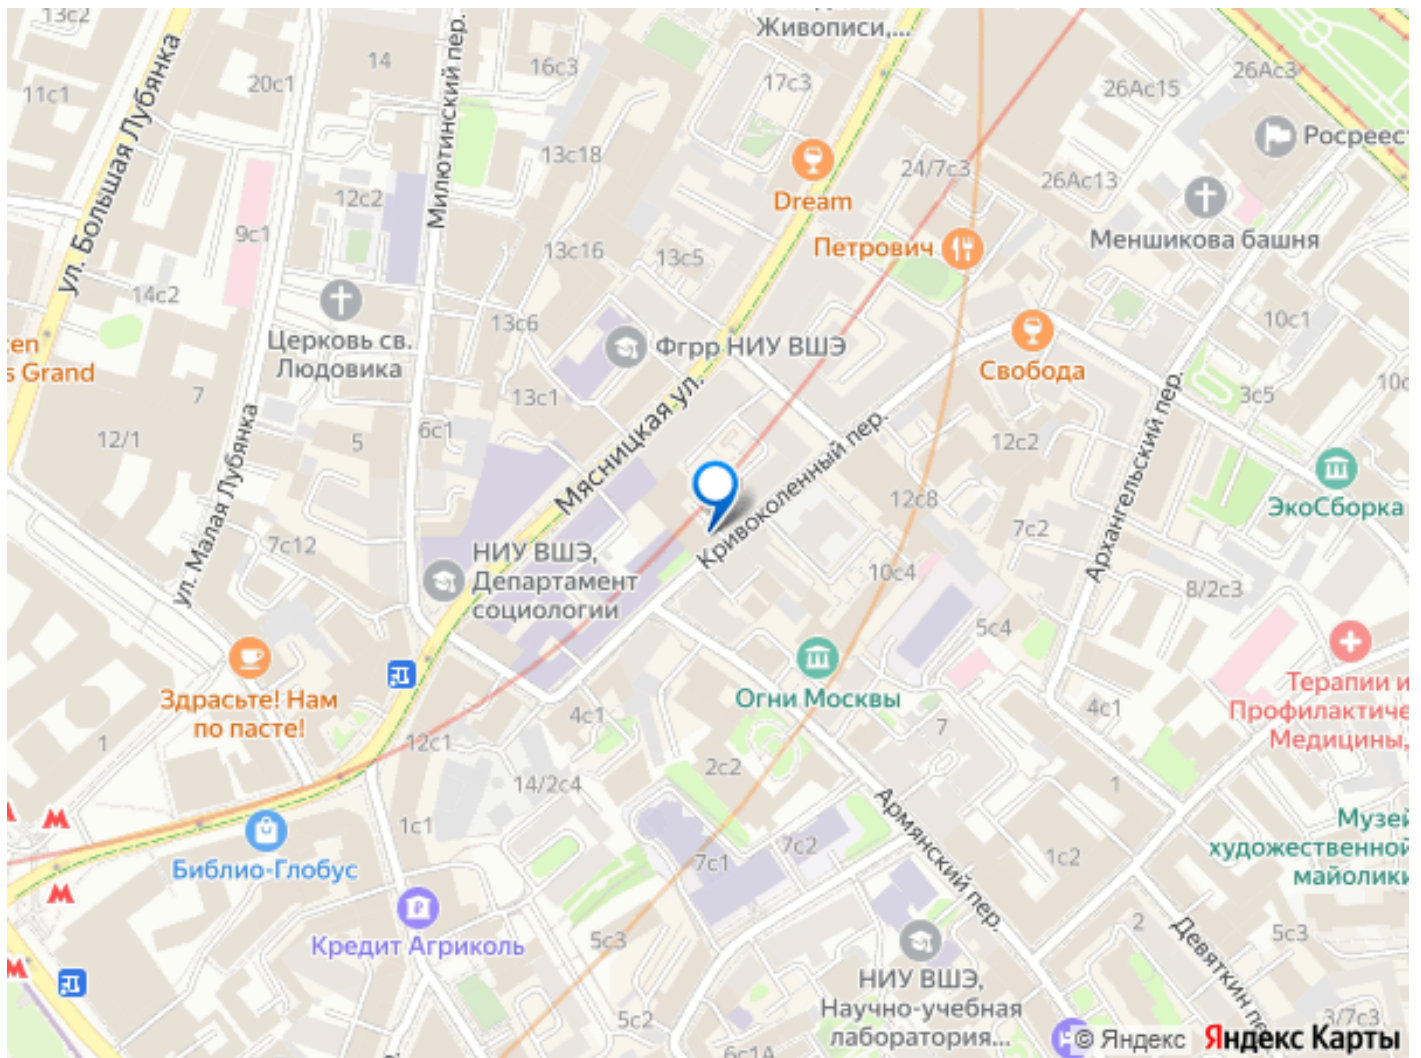 13с2
Живописи,...
14
16с3
17с3
26Ас3
11с1
20с1
26Ас15
Росреест
ул. Большая Лубянка
Милютинский пер.
13с18
24/7с3
26Ас13
12с2
Dream
9с1
Петрович
Меншикова башня
13с16
13с5
14с2
13с6
10с1
Церковь св.
Людовика
Фгрр НИУ ВШЭ
Свобода
s Grand
7
13с1
3с5
6с1
12/1
5
12с2
Мясницкая ул.
Кривоколенный пер.
Архангельский пер.
ул. Малая Лубянка
12с8
ЭкоСборка
7с12
7с2
НИУ ВШЭ,
Департамент
социологии
10с4
8/2с3
5с4
Огни Москвы
Здрасьте! Нам
по пасте!
Терапии и
Профилактиче
Медицины,
4с1
4с1
7
1
12с1
2с2
14/2с4
1
1с1
Армянский пер.
Музей
художественной
майолики
Библио-Глобус
7с1
7с2
1с2
Кредит Агриколь
5с3
2
5с3
Девяткин пер.
НИУ ВШЭ,
Научно-учебная
лаборатория...
5с2
3/7с3
6с1А
© Яндекс Яндекс Карты